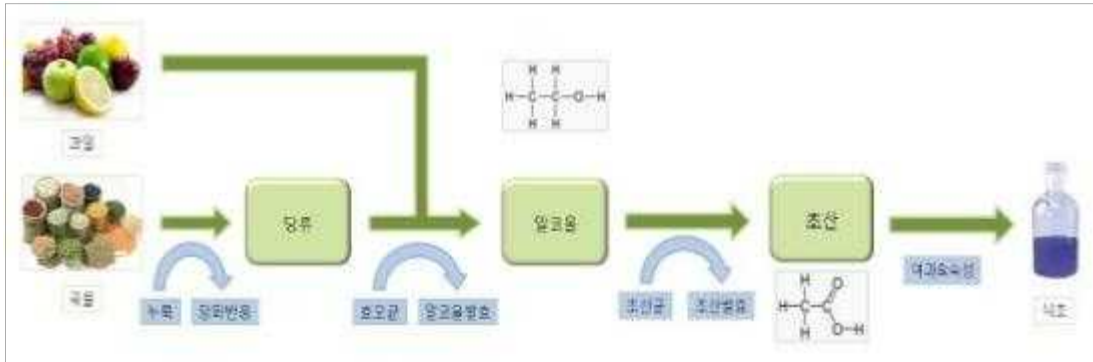 과일
H H
H-C-C-O-H
H H
당류
알코올
초산
곡물
누룩
당화반응
효모균
알코올발효
초산균
초산발효
여과&숙성
H
H-C-C
O
O-H
H
식초